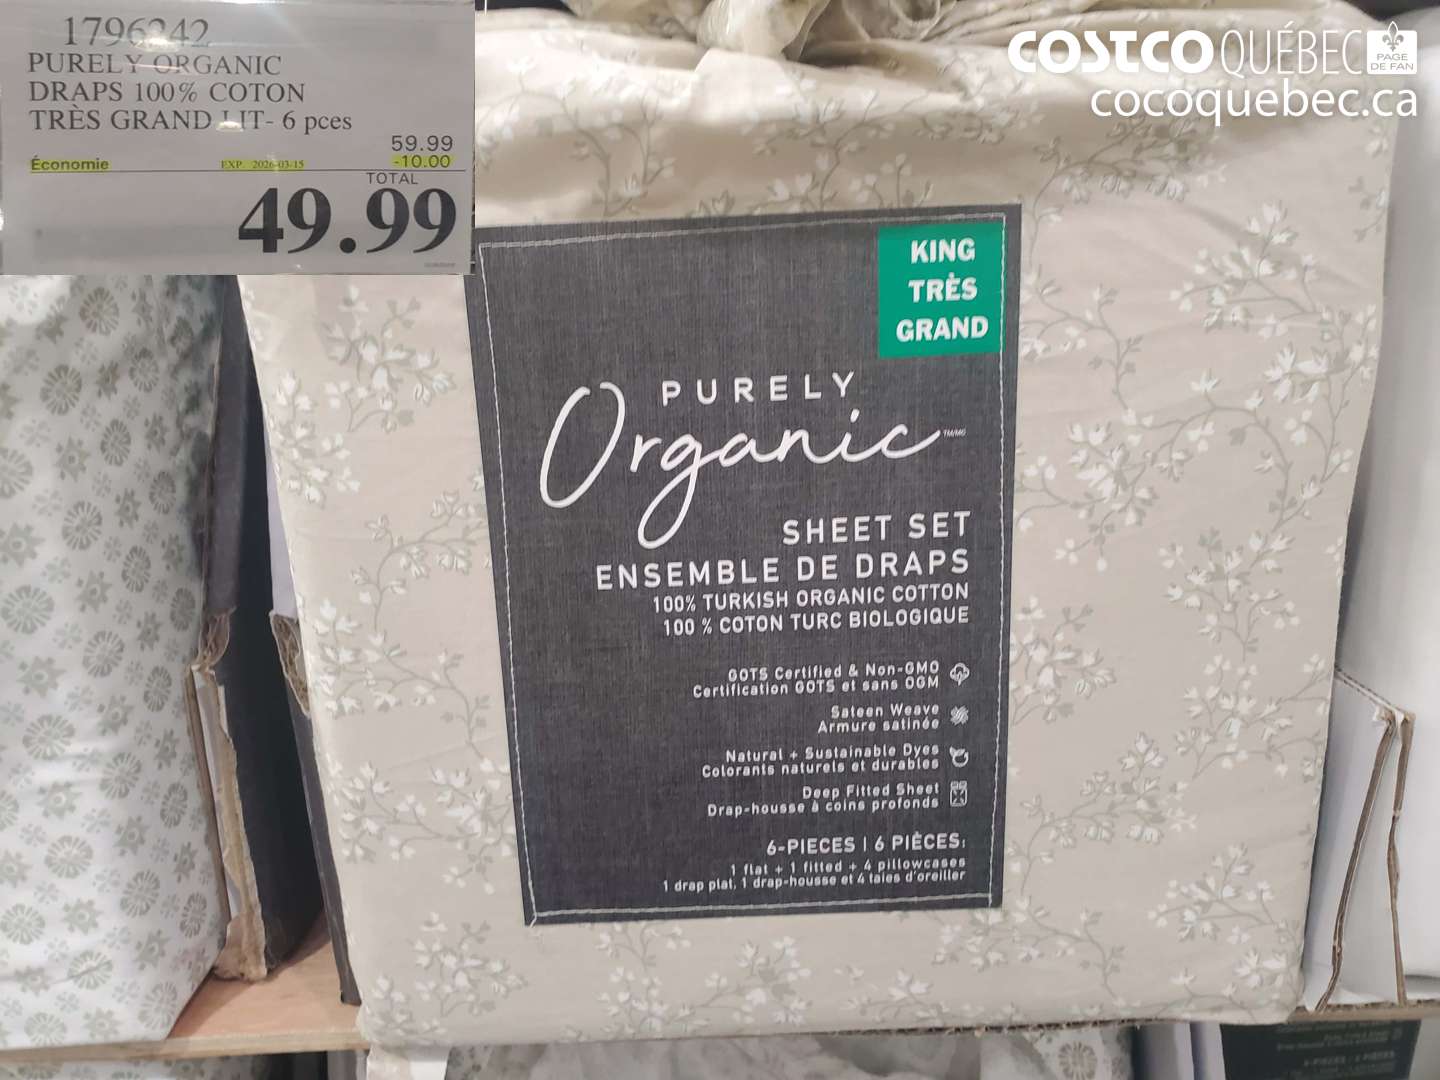 1796242
PURELY ORGANIC
DRAPS 100% COTON
TRÈS GRAND LIT- 6 pces
59.99
Économie EXP. 2026-03-15 -10.00
TOTAL
49.99
COSTCO QUÉBEC PAGE DE FAN
cocoquebec.ca
KING
TRÈS
GRAND
PURELY
Organic TM/MC
SHEET SET
ENSEMBLE DE DRAPS
100% TURKISH ORGANIC COTTON
100 % COTON TURC BIOLOGIQUE
GOTS Certified & Non-GMO
Certification GOTS et sans OGM
Sateen Weave
Armure satinée
Natural + Sustainable Dyes
Colorants naturels et durables
Deep Fitted Sheet
Drap-housse à coins profonds
6-PIECES | 6 PIÈCES:
1 flat + 1 fitted + 4 pillowcases
1 drap plat, 1 drap-housse et 4 taies d'oreiller